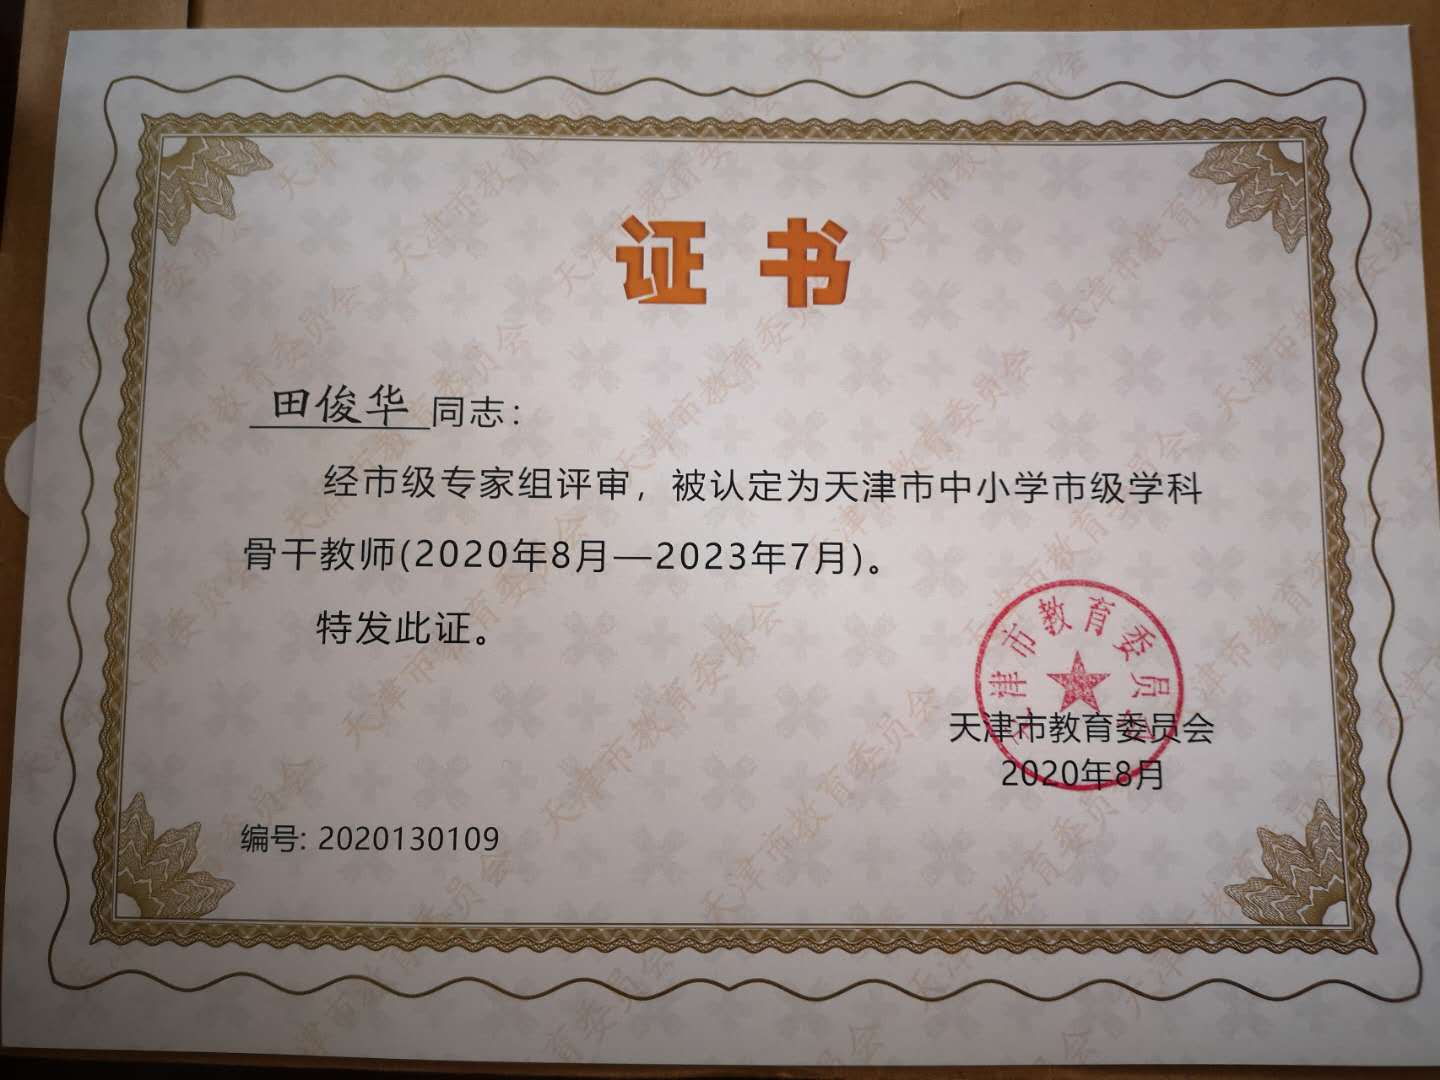 证书
田俊华同志：
经市级专家组评审，被认定为天津市中小学市级学科
骨干教师(2020年8月—2023年7月)。
特发此证。
天津市教育委员会
天津市教育委员会
2020年8月
编号: 2020130109